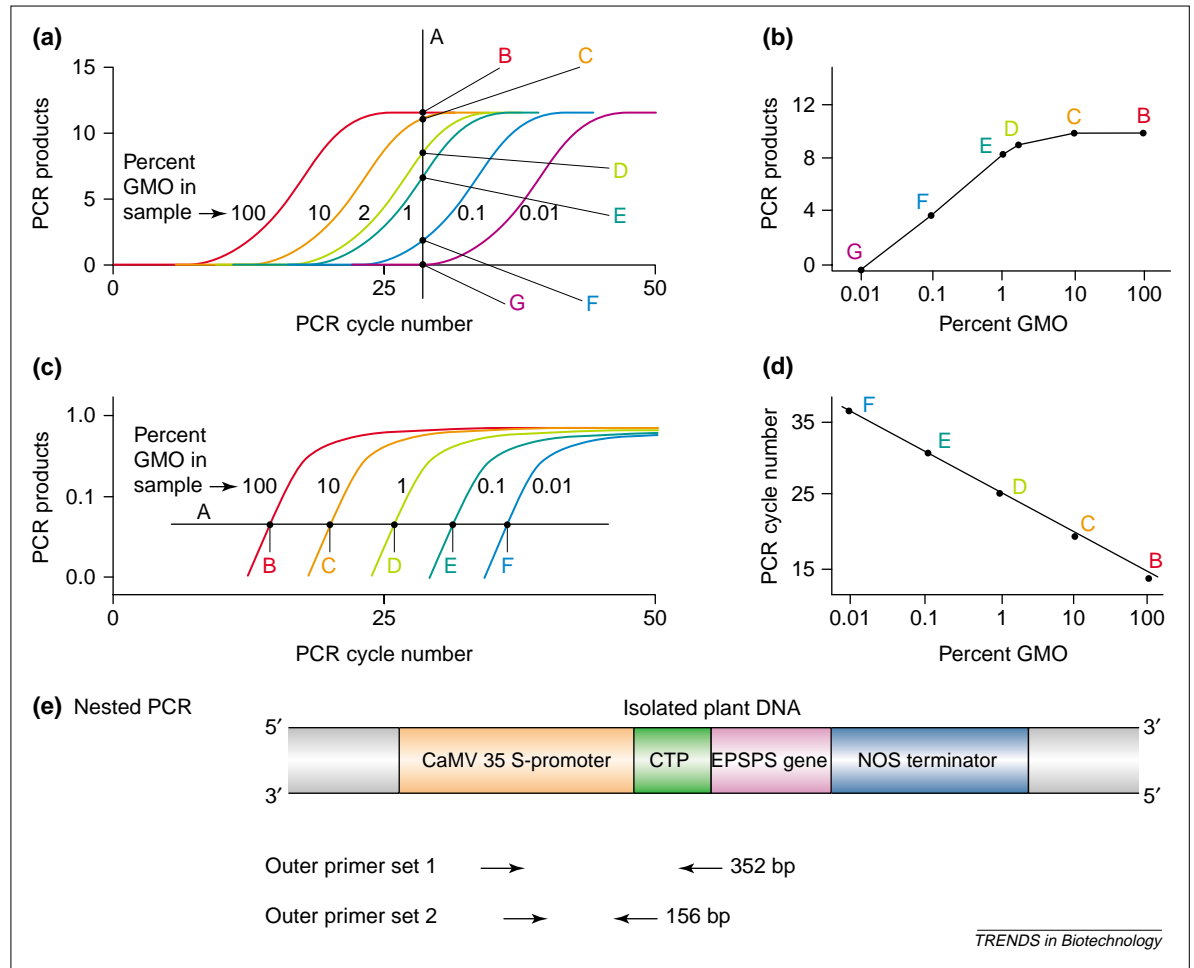 (a)
A
B
C
15
10
5
0
PCR products
Percent
GMO in
sample → 100 10 2 1 0.1 0.01
D
E
F
G
0 25 50
PCR cycle number
(b)
12
8
4
0
PCR products
G F E D C B
0.01 0.1 1 10 100
Percent GMO
(c)
1.0
0.1
0.0
PCR products
Percent
GMO in
sample → 100 10 1 0.1 0.01
A
B C D E F
0 25 50
PCR cycle number
(d)
35
25
15
PCR cycle number
F E D C B
0.01 0.1 1 10 100
Percent GMO
(e) Nested PCR
Isolated plant DNA
5′ 3′
CaMV 35 S-promoter CTP EPSPS gene NOS terminator
3′ 5′
Outer primer set 1 → ← 352 bp
Outer primer set 2 → ← 156 bp
TRENDS in Biotechnology